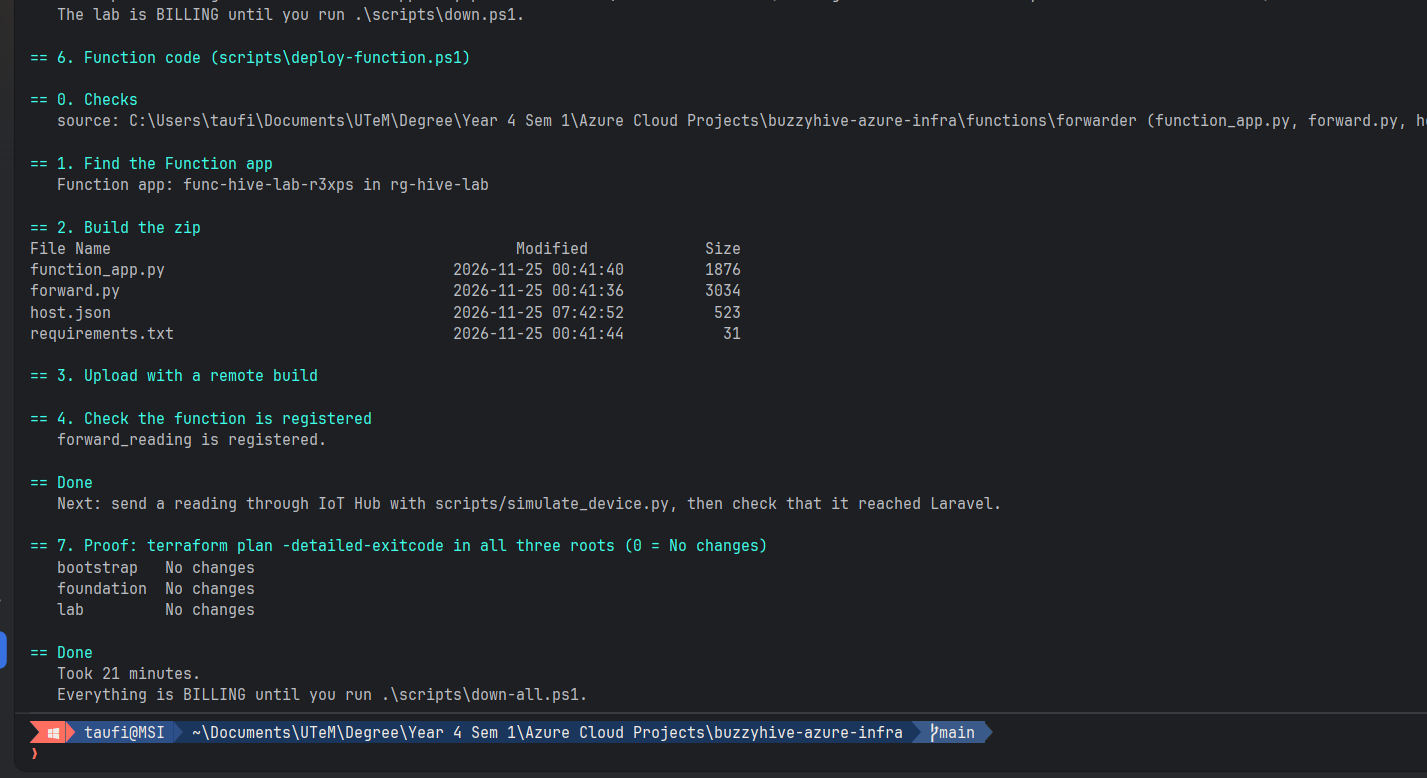 The lab is BILLING until you run .\scripts\down.ps1.
== 6. Function code (scripts\deploy-function.ps1)
== 0. Checks
source: C:\Users\taufi\Documents\UTeM\Degree\Year 4 Sem 1\Azure Cloud Projects\buzzyhive-azure-infra\functions\forwarder (function_app.py, forward.py, h
== 1. Find the Function app
Function app: func-hive-lab-r3xps in rg-hive-lab
== 2. Build the zip
File Name Modified Size
function_app.py 2026-11-25 00:41:40 1876
forward.py 2026-11-25 00:41:36 3034
host.json 2026-11-25 07:42:52 523
requirements.txt 2026-11-25 00:41:44 31
== 3. Upload with a remote build
== 4. Check the function is registered
forward_reading is registered.
== Done
Next: send a reading through IoT Hub with scripts/simulate_device.py, then check that it reached Laravel.
== 7. Proof: terraform plan -detailed-exitcode in all three roots (0 = No changes)
bootstrap No changes
foundation No changes
lab No changes
== Done
Took 21 minutes.
Everything is BILLING until you run .\scripts\down-all.ps1.
taufi@MSI ~\Documents\UTeM\Degree\Year 4 Sem 1\Azure Cloud Projects\buzzyhive-azure-infra main
❯